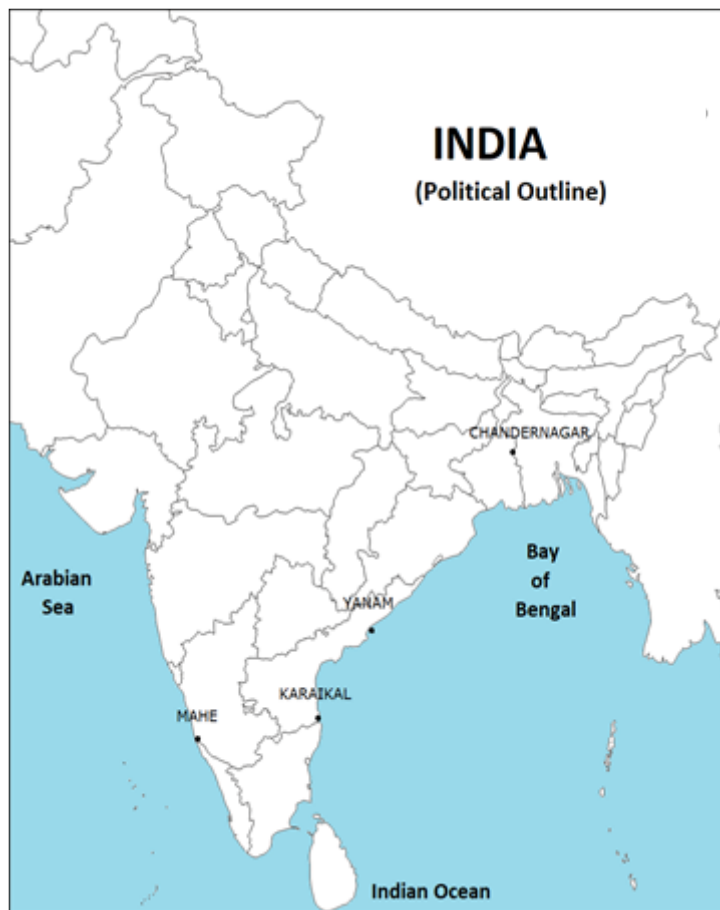 INDIA
(Political Outline)
CHANDERNAGAR
Arabian
Sea
Bay
of
Bengal
YANAM
KARAIKAL
MAHE
Indian Ocean